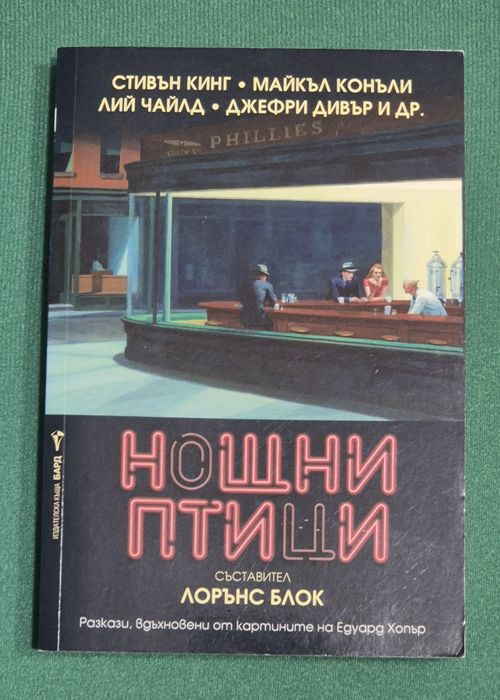 СТИВЪН КИНГ • МАЙКЪЛ КОНЪЛИ
ЛИЙ ЧАЙЛД • ДЖЕФРИ ДИВЪР И ДР.
PHILLIES
НОЩНИ
ПТИЦИ
СЪСТАВИТЕЛ
ЛОРЪНС БЛОК
Разкази, вдъхновени от картините на Едуард Хопър
ИЗДАТЕЛСКА КЪЩА БАРД